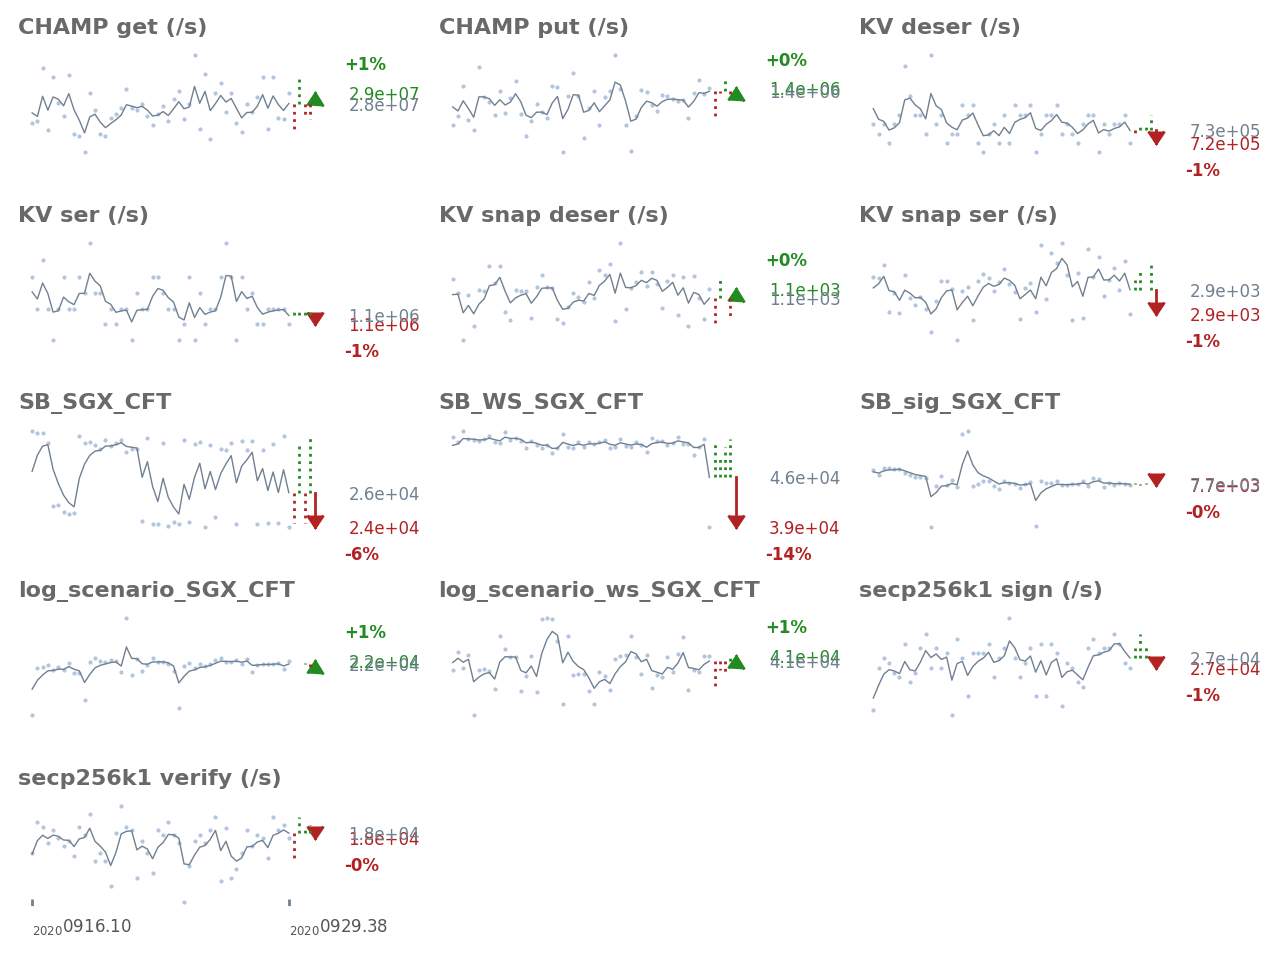 CHAMP get (/s)
+1%
2.9e+07
2.8e+07
CHAMP put (/s)
+0%
1.4e+06
1.4e+06
KV deser (/s)
7.3e+05
7.2e+05
-1%
KV ser (/s)
1.1e+06
1.1e+06
-1%
KV snap deser (/s)
+0%
1.1e+03
1.1e+03
KV snap ser (/s)
2.9e+03
2.9e+03
-1%
SB_SGX_CFT
2.6e+04
2.4e+04
-6%
SB_WS_SGX_CFT
4.6e+04
3.9e+04
-14%
SB_sig_SGX_CFT
7.7e+03
7.7e+03
-0%
log_scenario_SGX_CFT
+1%
2.2e+04
2.2e+04
log_scenario_ws_SGX_CFT
+1%
4.1e+04
4.1e+04
secp256k1 sign (/s)
2.7e+04
2.7e+04
-1%
secp256k1 verify (/s)
1.8e+04
1.8e+04
-0%
2020 0916.10
2020 0929.38